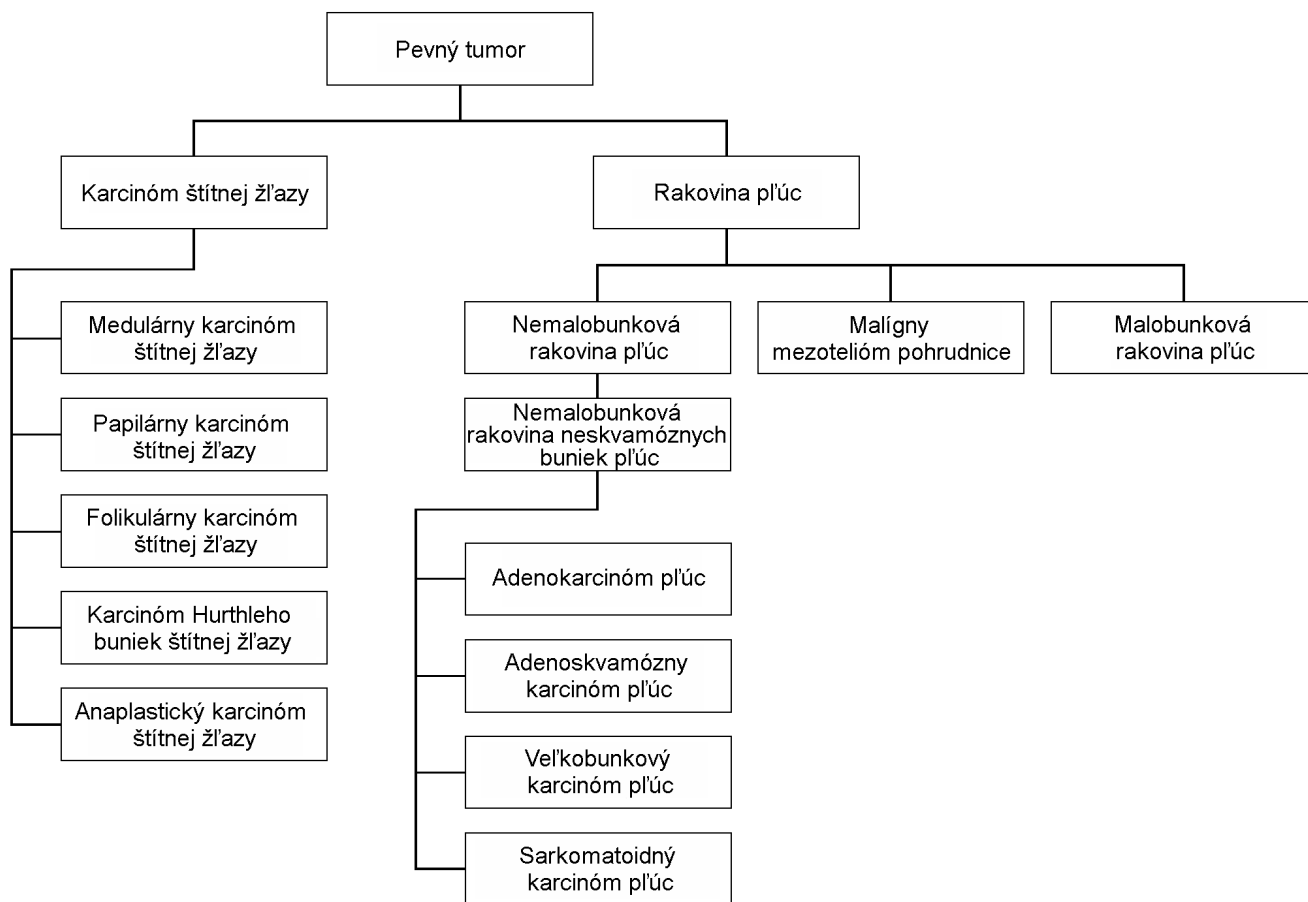 Pevný tumor
Karcinóm štítnej žľazy
Rakovina pľúc
Medulárny karcinóm
štítnej žľazy
Papilárny karcinóm
štítnej žľazy
Folikulárny karcinóm
štítnej žľazy
Karcinóm Hurthleho
buniek štítnej žľazy
Anaplastický karcinóm
štítnej žľazy
Nemalobunková
rakovina pľúc
Malígny
mezotelióm pohrudnice
Malobunková
rakovina pľúc
Nemalobunková
rakovina neskvamóznych
buniek pľúc
Adenokarcinóm pľúc
Adenoskvamózny
karcinóm pľúc
Veľkobunkový
karcinóm pľúc
Sarkomatoidný
karcinóm pľúc